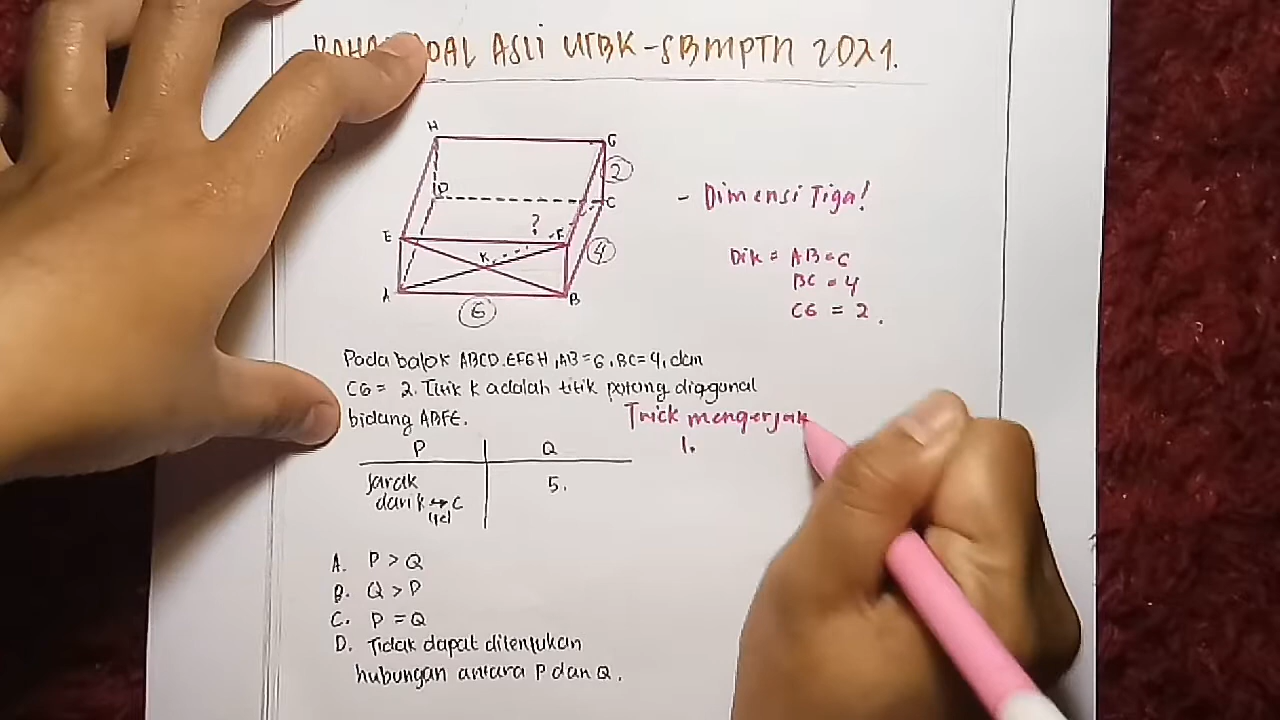 SOAL ASLI UTBK-SBMPTN 2021.
H
G
2
D
C
- Dimensi Tiga!
?
E
F
4
K
Dik = AB = 6
BC = 4
CG = 2.
A
B
6
Pada balok ABCD.EFGH, AB = 6, BC = 4, dan
CG = 2. Titik K adalah titik potong diagonal
bidang ABFE.
Trick mengerjak
1.
P
Q
Jarak
dari K ↔ C
(KC)
5.
A. P > Q
B. Q > P
C. P = Q
D. Tidak dapat ditentukan
hubungan antara P dan Q.